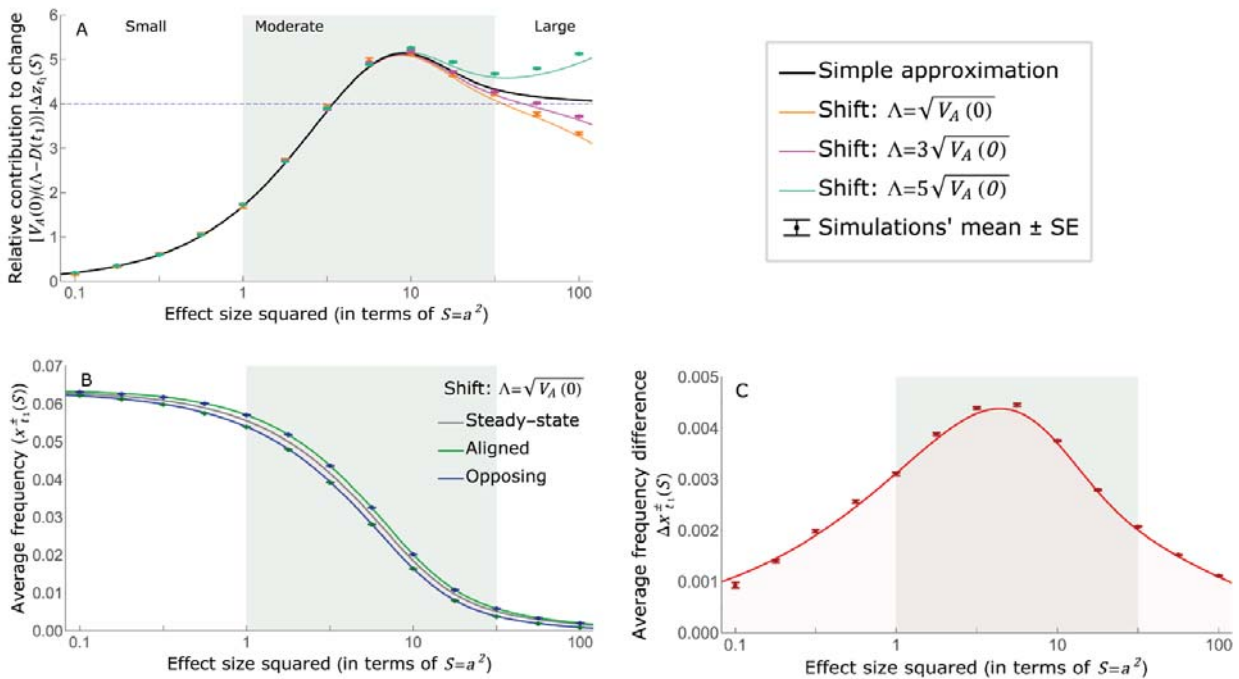 A
Small
Moderate
Large
Relative contribution to change
[V_A(0)/(Λ−D(t₁))]·Δz_{t₁}(S)
6
5
4
3
2
1
0
0.1
1
10
100
Effect size squared (in terms of S=a²)
Simple approximation
Shift: Λ=√V_A(0)
Shift: Λ=3√V_A(0)
Shift: Λ=5√V_A(0)
Simulations' mean ± SE
B
Average frequency (x^±_{t₁}(S))
0.07
0.06
0.05
0.04
0.03
0.02
0.01
0.00
Shift: Λ=√V_A(0)
Steady-state
Aligned
Opposing
0.1
1
10
100
Effect size squared (in terms of S=a²)
C
Average frequency difference
Δx^±_{t₁}(S)
0.005
0.004
0.003
0.002
0.001
0.000
0.1
1
10
100
Effect size squared (in terms of S=a²)